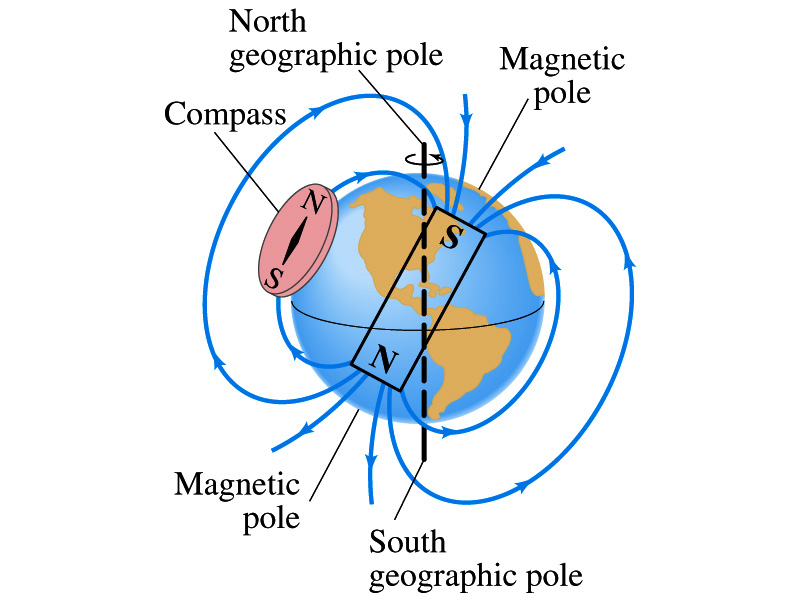 North
geographic pole
Magnetic
pole
Compass
N
S
S
N
Magnetic
pole
South
geographic pole